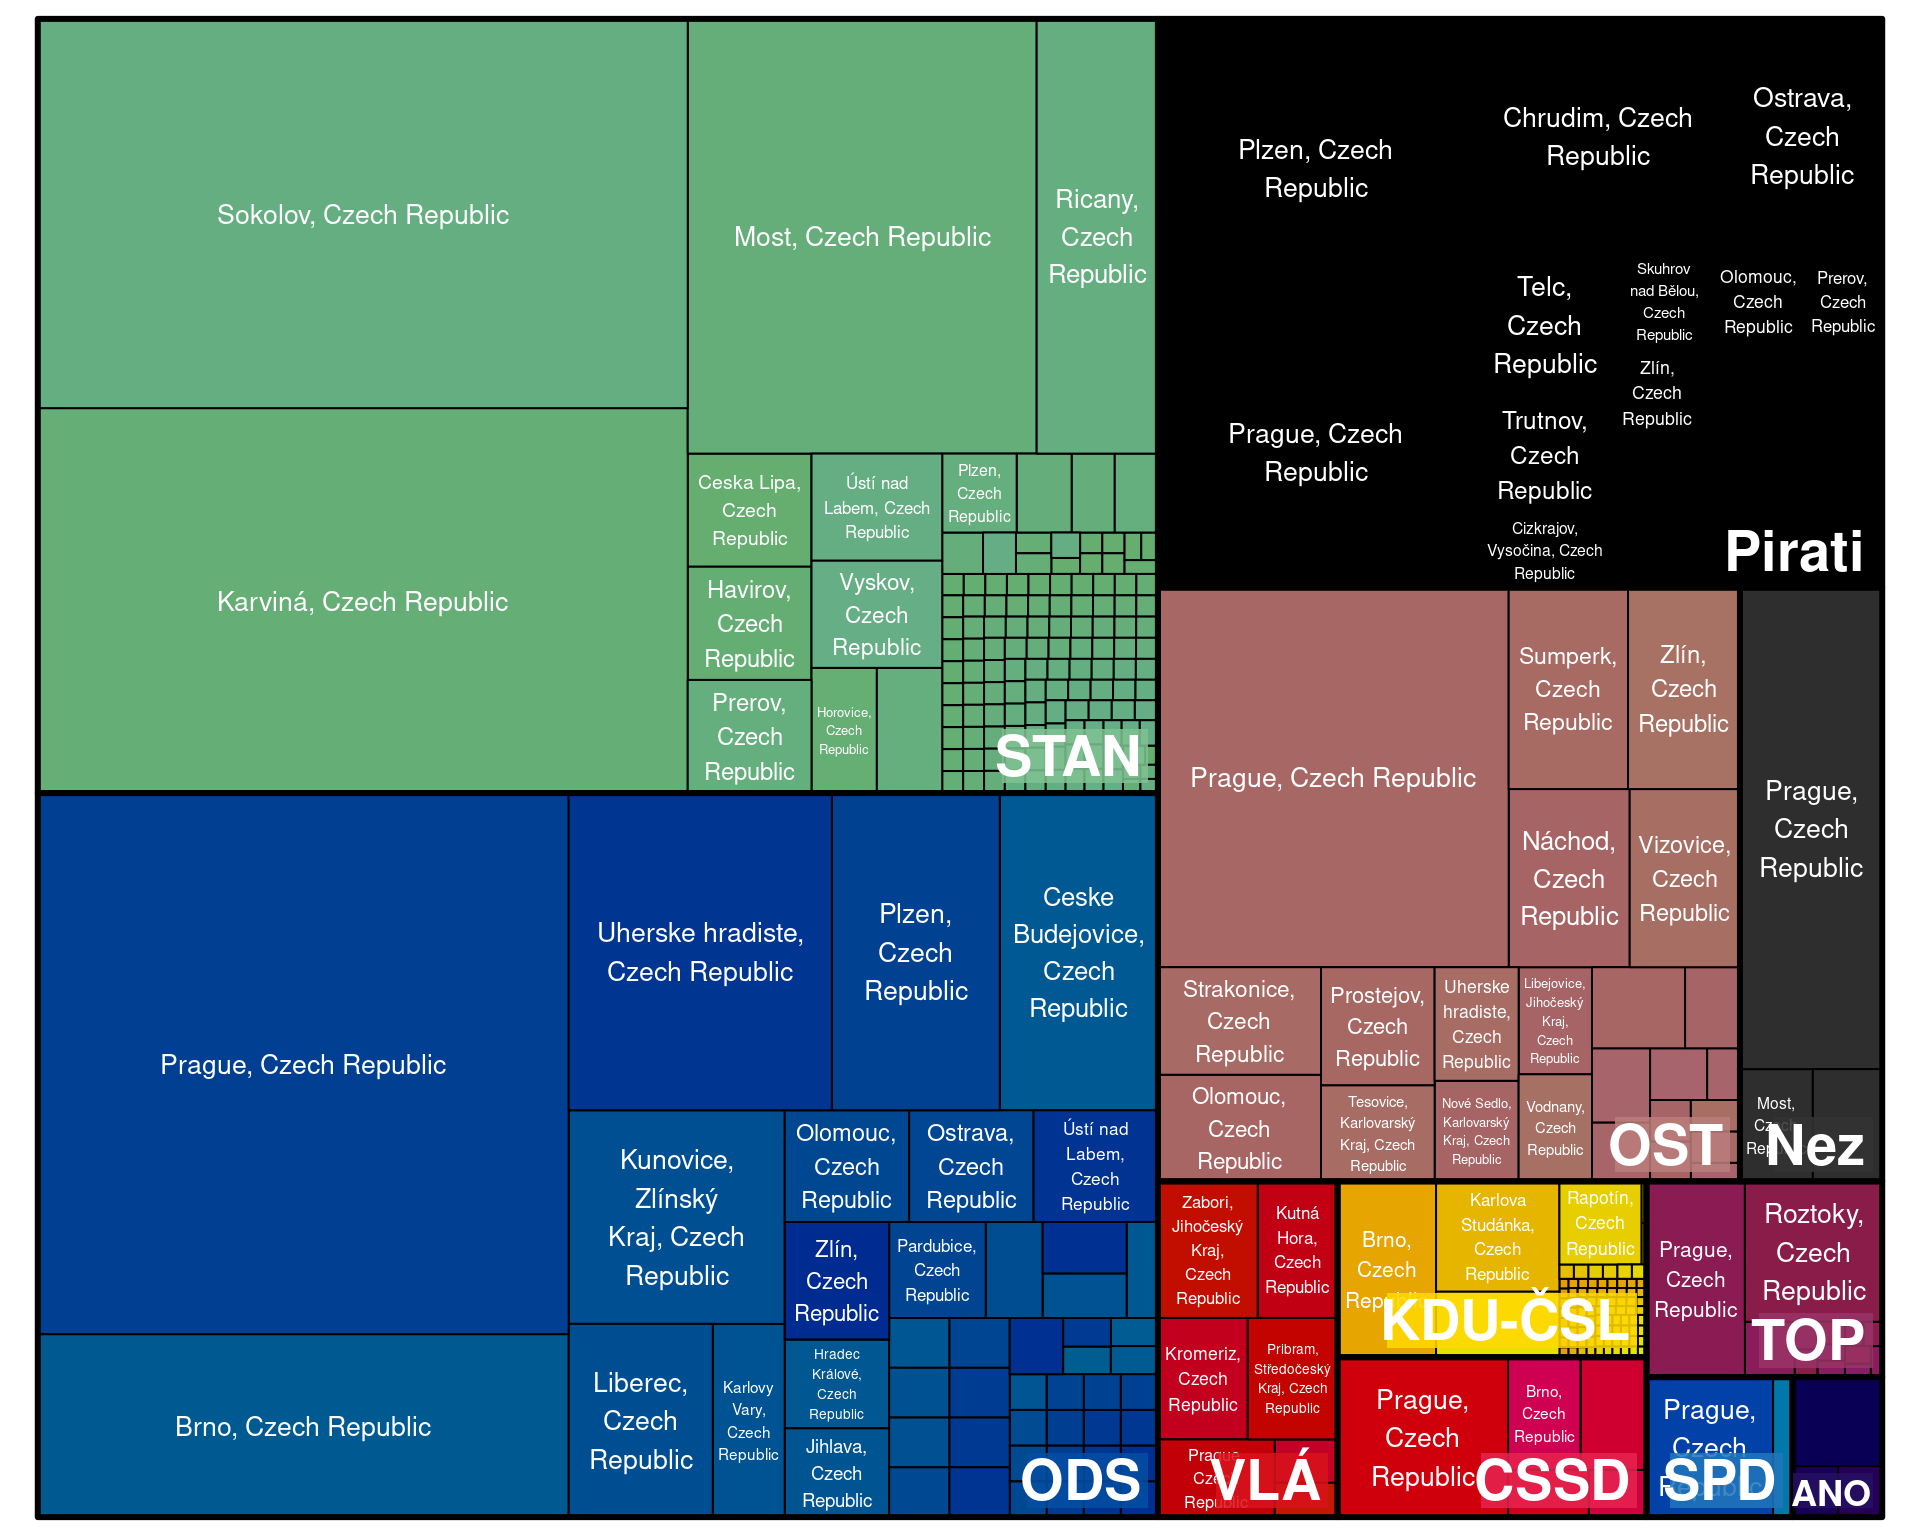 Sokolov, Czech Republic
Karviná, Czech Republic
Most, Czech Republic
Ricany,
Czech
Republic
Ceska Lipa,
Czech
Republic
Havirov,
Czech
Republic
Prerov,
Czech
Republic
Ústí nad
Labem, Czech
Republic
Vyskov,
Czech
Republic
Horovice,
Czech
Republic
Plzen,
Czech
Republic
STAN
Prague, Czech Republic
Brno, Czech Republic
Uherske hradiste,
Czech Republic
Plzen,
Czech
Republic
Ceske
Budejovice,
Czech
Republic
Kunovice,
Zlínský
Kraj, Czech
Republic
Liberec,
Czech
Republic
Karlovy
Vary,
Czech
Republic
Olomouc,
Czech
Republic
Ostrava,
Czech
Republic
Ústí nad
Labem,
Czech
Republic
Zlín,
Czech
Republic
Hradec
Králové,
Czech
Republic
Jihlava,
Czech
Republic
Pardubice,
Czech
Republic
ODS
Plzen, Czech
Republic
Prague, Czech
Republic
Chrudim, Czech
Republic
Ostrava,
Czech
Republic
Telc,
Czech
Republic
Trutnov,
Czech
Republic
Cizkrajov,
Vysočina, Czech
Republic
Skuhrov
nad Bělou,
Czech
Republic
Zlín,
Czech
Republic
Olomouc,
Czech
Republic
Prerov,
Czech
Republic
Pirati
Prague, Czech Republic
Sumperk,
Czech
Republic
Zlín,
Czech
Republic
Náchod,
Czech
Republic
Vizovice,
Czech
Republic
Strakonice,
Czech
Republic
Olomouc,
Czech
Republic
Prostejov,
Czech
Republic
Tesovice,
Karlovarský
Kraj, Czech
Republic
Uherske
hradiste,
Czech
Republic
Nové Sedlo,
Karlovarský
Kraj, Czech
Republic
Libejovice,
Jihočeský
Kraj,
Czech
Republic
Vodnany,
Czech
Republic
OST
Prague,
Czech
Republic
Most,
Czech
Republic
Nez
Zabori,
Jihočeský
Kraj,
Czech
Republic
Kutná
Hora,
Czech
Republic
Kromeriz,
Czech
Republic
Pribram,
Středočeský
Kraj, Czech
Republic
Prague,
Czech
Republic
VLÁ
Brno,
Czech
Republic
Karlova
Studánka,
Czech
Republic
Rapotín,
Czech
Republic
KDU-ČSL
Prague,
Czech
Republic
Brno,
Czech
Republic
CSSD
Prague,
Czech
Republic
Roztoky,
Czech
Republic
TOP
Prague,
Czech
Republic
SPD
ANO